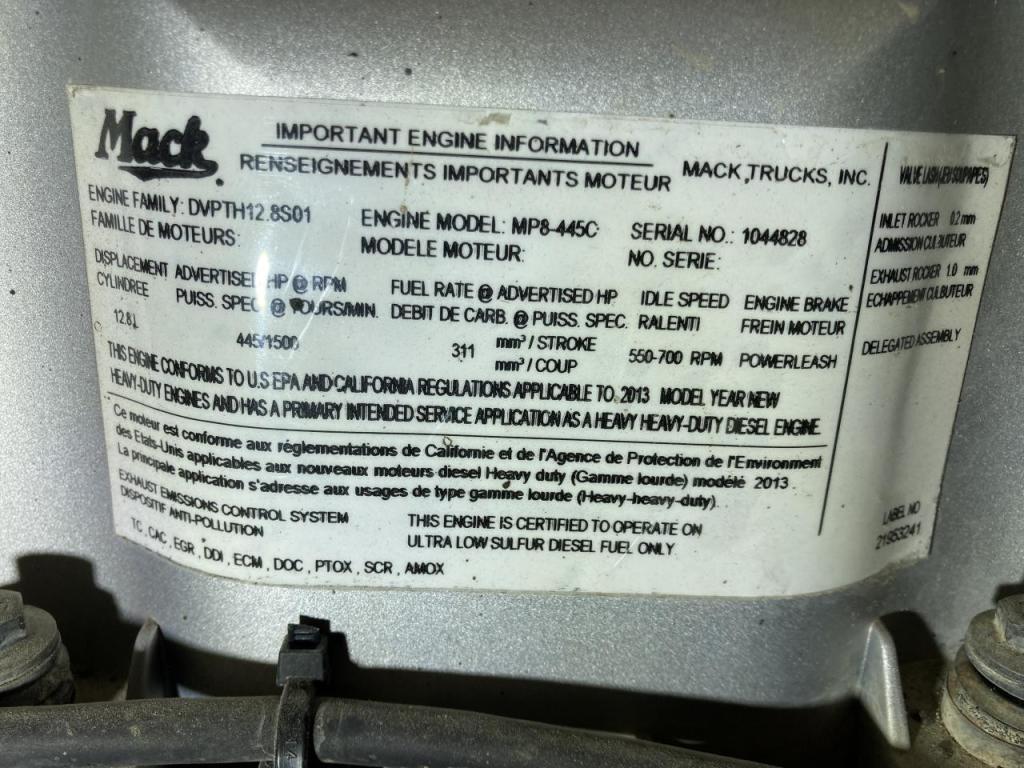 Mack
IMPORTANT ENGINE INFORMATION
RENSEIGNEMENTS IMPORTANTS MOTEUR
MACK TRUCKS, INC.
ENGINE FAMILY: DVPTH12.8S01
FAMILLE DE MOTEURS:
ENGINE MODEL: MP8-445C
MODELE MOTEUR:
SERIAL NO.: 1044828
NO. SERIE:
DISPLACEMENT
CYLINDREE
12.8L
ADVERTISED HP @ RPM
PUISS. SPEC @ TOURS/MIN.
445/1500
FUEL RATE @ ADVERTISED HP
DEBIT DE CARB. @ PUISS. SPEC.
311 mm³ / STROKE
mm³ / COUP
IDLE SPEED
RALENTI
550-700 RPM
ENGINE BRAKE
FREIN MOTEUR
POWERLEASH
THIS ENGINE CONFORMS TO U.S EPA AND CALIFORNIA REGULATIONS APPLICABLE TO 2013 MODEL YEAR NEW
HEAVY-DUTY ENGINES AND HAS A PRIMARY INTENDED SERVICE APPLICATION AS A HEAVY HEAVY-DUTY DIESEL ENGINE
Ce moteur est conforme aux réglementations de Californie et de l'Agence de Protection de l'Environment
des Etats-Unis applicables aux nouveaux moteurs diesel Heavy duty (Gamme lourde) modélé 2013.
La principale application s'adresse aux usages de type gamme lourde (Heavy-heavy-duty).
EXHAUST EMISSIONS CONTROL SYSTEM
DISPOSITIF ANTI-POLLUTION
TC, CAC, EGR, DDI, ECM, DOC, PTOX, SCR, AMOX
THIS ENGINE IS CERTIFIED TO OPERATE ON
ULTRA LOW SULFUR DIESEL FUEL ONLY
VALVE LASH (JEU SOUPAPES)
INLET ROCKER 0.2 mm
ADMISSION CULBUTEUR
EXHAUST ROCKER 1.0 mm
ECHAPPEMENT CULBUTEUR
DELEGATED ASSEMBLY
LABEL NO
21953241